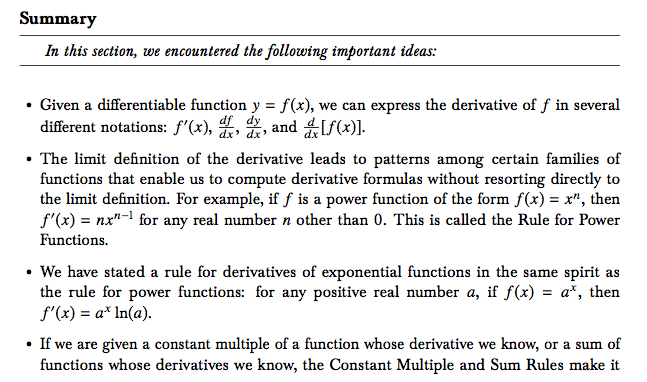 Summary
In this section, we encountered the following important ideas:
• Given a differentiable function y = f(x), we can express the derivative of f in several
different notations: f′(x), df/dx, dy/dx, and d/dx[f(x)].
• The limit definition of the derivative leads to patterns among certain families of
functions that enable us to compute derivative formulas without resorting directly to
the limit definition. For example, if f is a power function of the form f(x) = xⁿ, then
f′(x) = nxⁿ⁻¹ for any real number n other than 0. This is called the Rule for Power
Functions.
• We have stated a rule for derivatives of exponential functions in the same spirit as
the rule for power functions: for any positive real number a, if f(x) = aˣ, then
f′(x) = aˣ ln(a).
• If we are given a constant multiple of a function whose derivative we know, or a sum of
functions whose derivatives we know, the Constant Multiple and Sum Rules make it